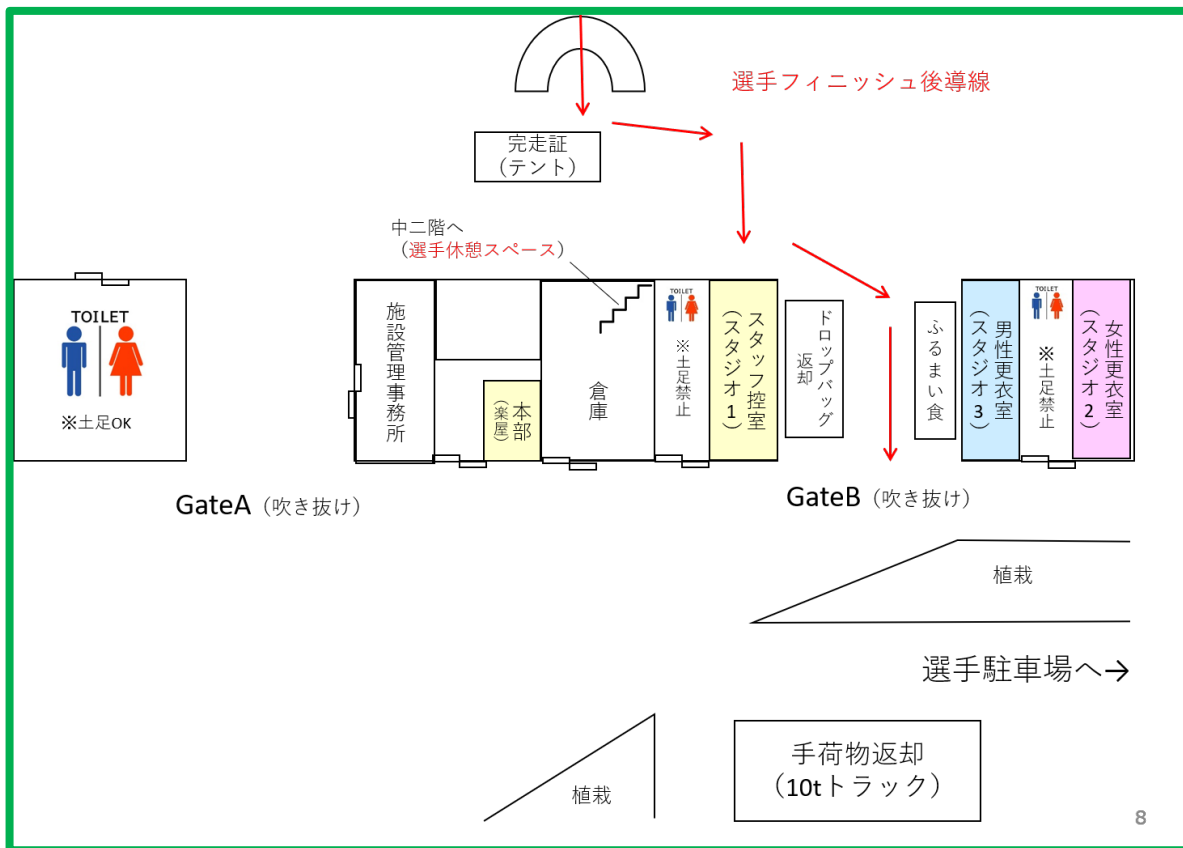 選手フィニッシュ後導線
完走証
（テント）
中二階へ
（選手休憩スペース）
TOILET
※土足OK
施設管理事務所
本部
（楽屋）
倉庫
TOILET
※土足禁止
スタッフ控室
（スタジオ1）
ドロップバッグ
返却
ふるまい食
男性更衣室
（スタジオ3）
TOILET
※土足禁止
女性更衣室
（スタジオ2）
GateA（吹き抜け）
GateB（吹き抜け）
植栽
選手駐車場へ→
手荷物返却
（10tトラック）
植栽
8